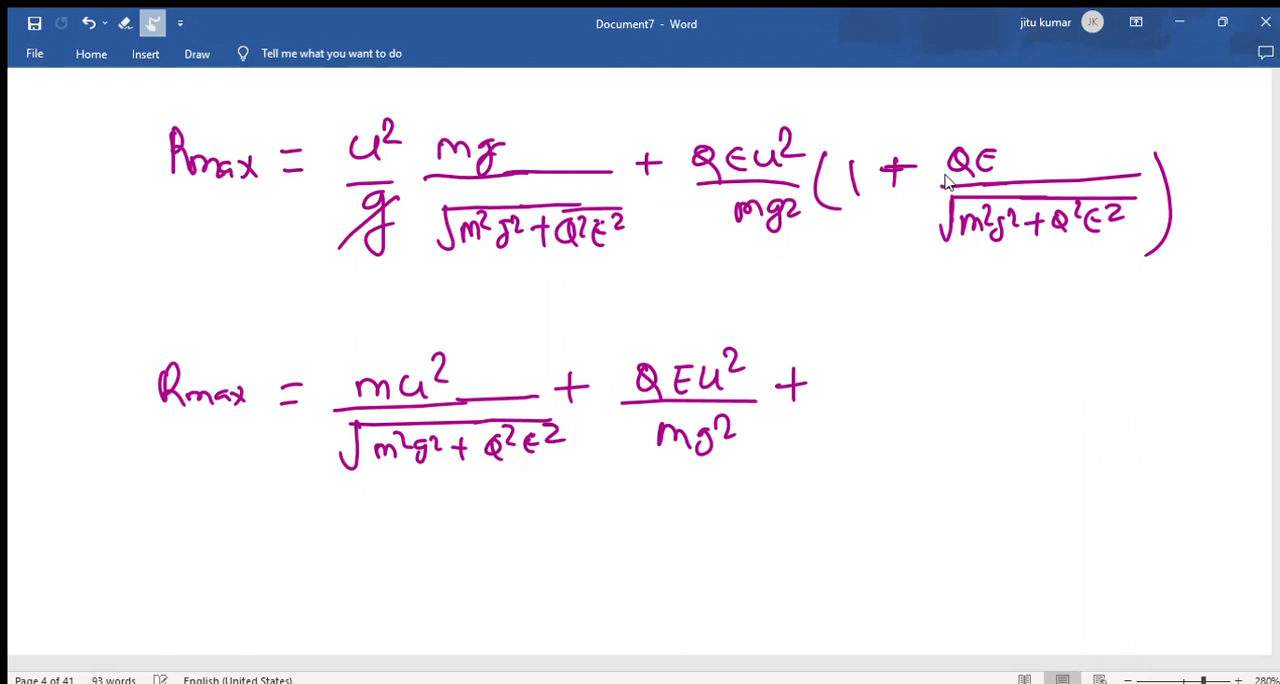 Document7 - Word
jitu kumar JK
File Home Insert Draw Tell me what you want to do
Rmax = u²/g mg/√(m²g²+Q²E²) + QEu²/mg² (1 + QE/√(m²g²+Q²E²))
Rmax = mu²/√(m²g²+Q²E²) + QEu²/mg² +
Page 4 of 41 93 words English (United States) 280%